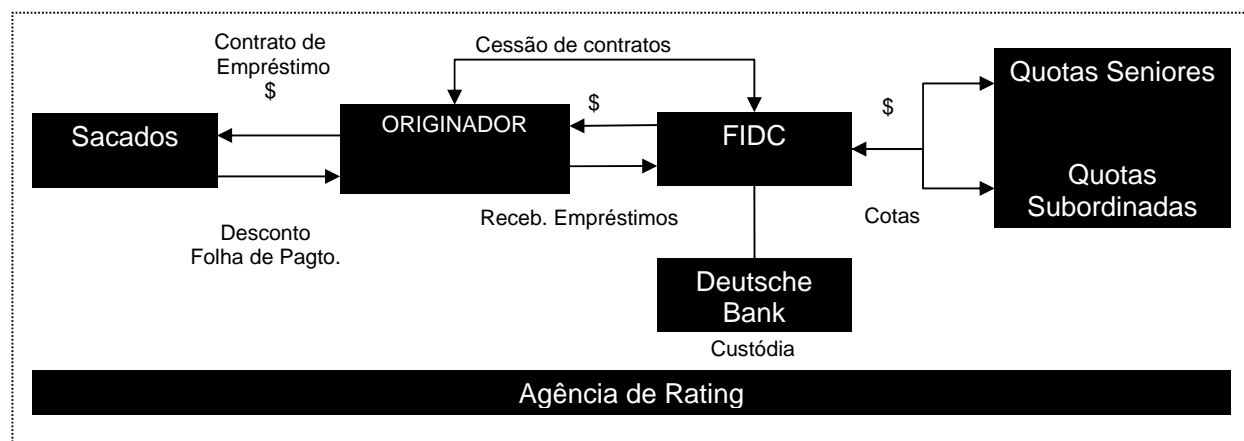 Contrato de
Empréstimo
$
Cessão de contratos
Quotas Seniores
Sacados
ORIGINADOR
$
FIDC
$
Quotas
Subordinadas
Desconto
Folha de Pagto.
Receb. Empréstimos
Cotas
Deutsche
Bank
Custódia
Agência de Rating